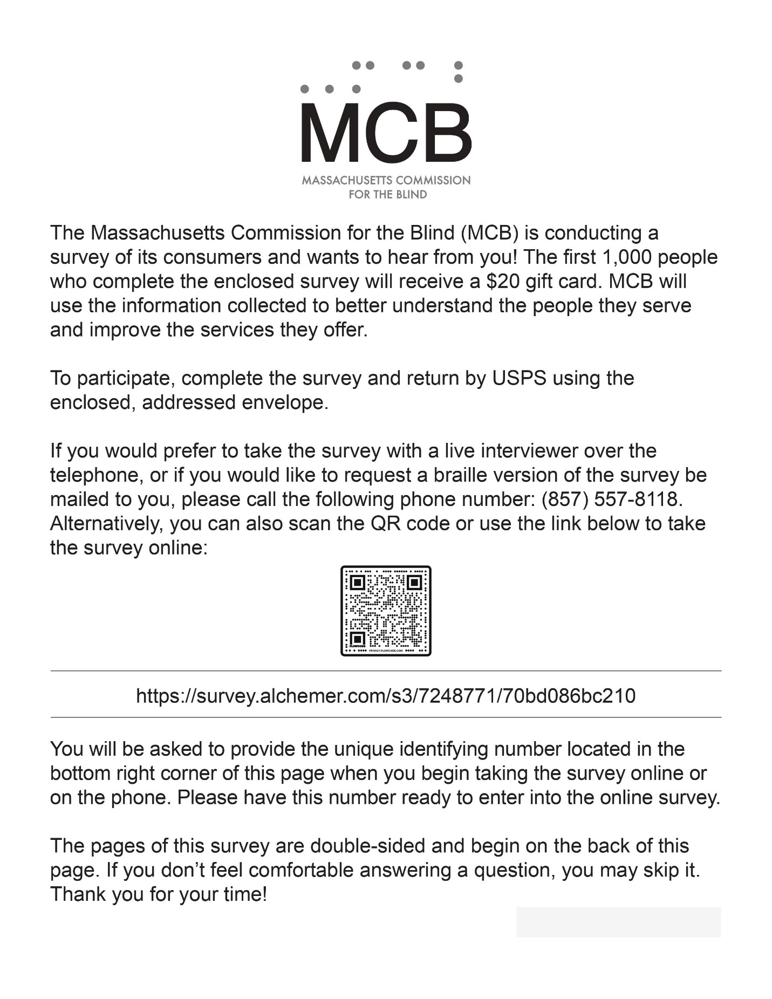 MCB
MASSACHUSETTS COMMISSION
FOR THE BLIND
The Massachusetts Commission for the Blind (MCB) is conducting a
survey of its consumers and wants to hear from you! The first 1,000 people
who complete the enclosed survey will receive a $20 gift card. MCB will
use the information collected to better understand the people they serve
and improve the services they offer.
To participate, complete the survey and return by USPS using the
enclosed, addressed envelope.
If you would prefer to take the survey with a live interviewer over the
telephone, or if you would like to request a braille version of the survey be
mailed to you, please call the following phone number: (857) 557-8118.
Alternatively, you can also scan the QR code or use the link below to take
the survey online:
FLOWCODE
PRIVACY.FLOWCODE.COM
https://survey.alchemer.com/s3/7248771/70bd086bc210
You will be asked to provide the unique identifying number located in the
bottom right corner of this page when you begin taking the survey online or
on the phone. Please have this number ready to enter into the online survey.
The pages of this survey are double-sided and begin on the back of this
page. If you don’t feel comfortable answering a question, you may skip it.
Thank you for your time!